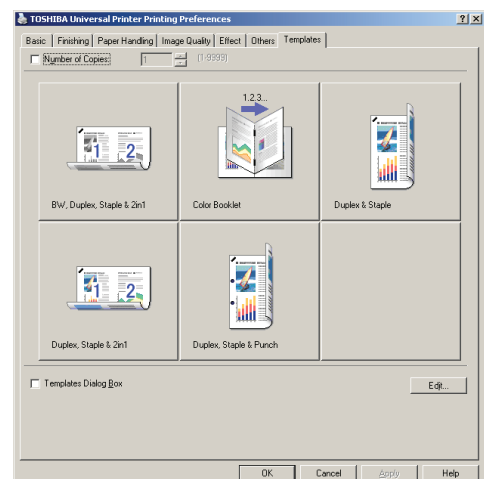 TOSHIBA Universal Printer Printing Preferences
Basic Finishing Paper Handling Image Quality Effect Others Templates
Number of Copies: 1 (1-9999)
1.2.3...
1 2
BW, Duplex, Staple & 2in1 Color Booklet Duplex & Staple
1 2
Duplex, Staple & 2in1 Duplex, Staple & Punch
Templates Dialog Box Edit...
OK Cancel Apply Help